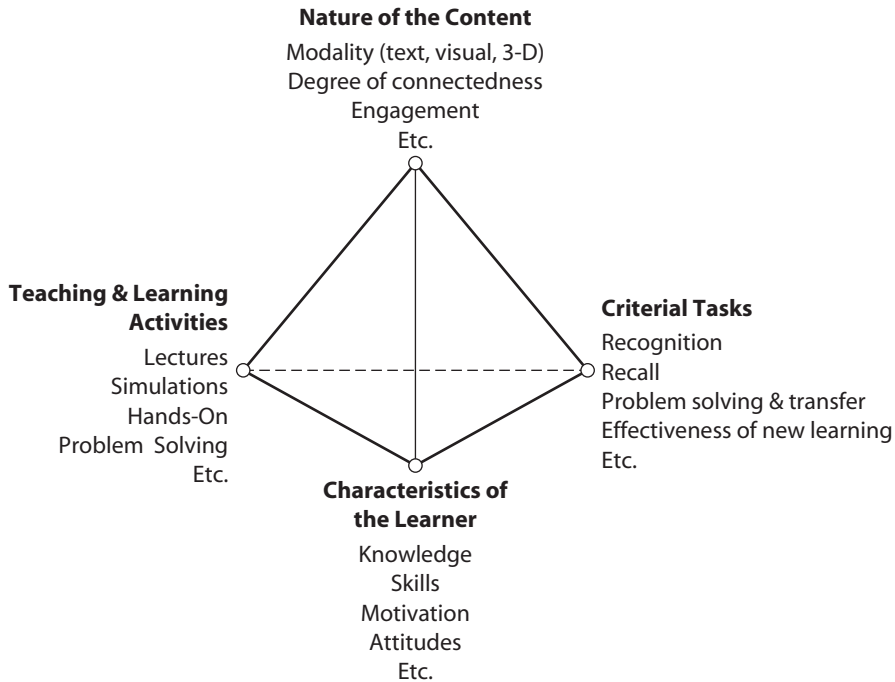 Nature of the Content
Modality (text, visual, 3-D)
Degree of connectedness
Engagement
Etc.
Teaching & Learning
Activities
Lectures
Simulations
Hands-On
Problem Solving
Etc.
Criterial Tasks
Recognition
Recall
Problem solving & transfer
Effectiveness of new learning
Etc.
Characteristics of
the Learner
Knowledge
Skills
Motivation
Attitudes
Etc.